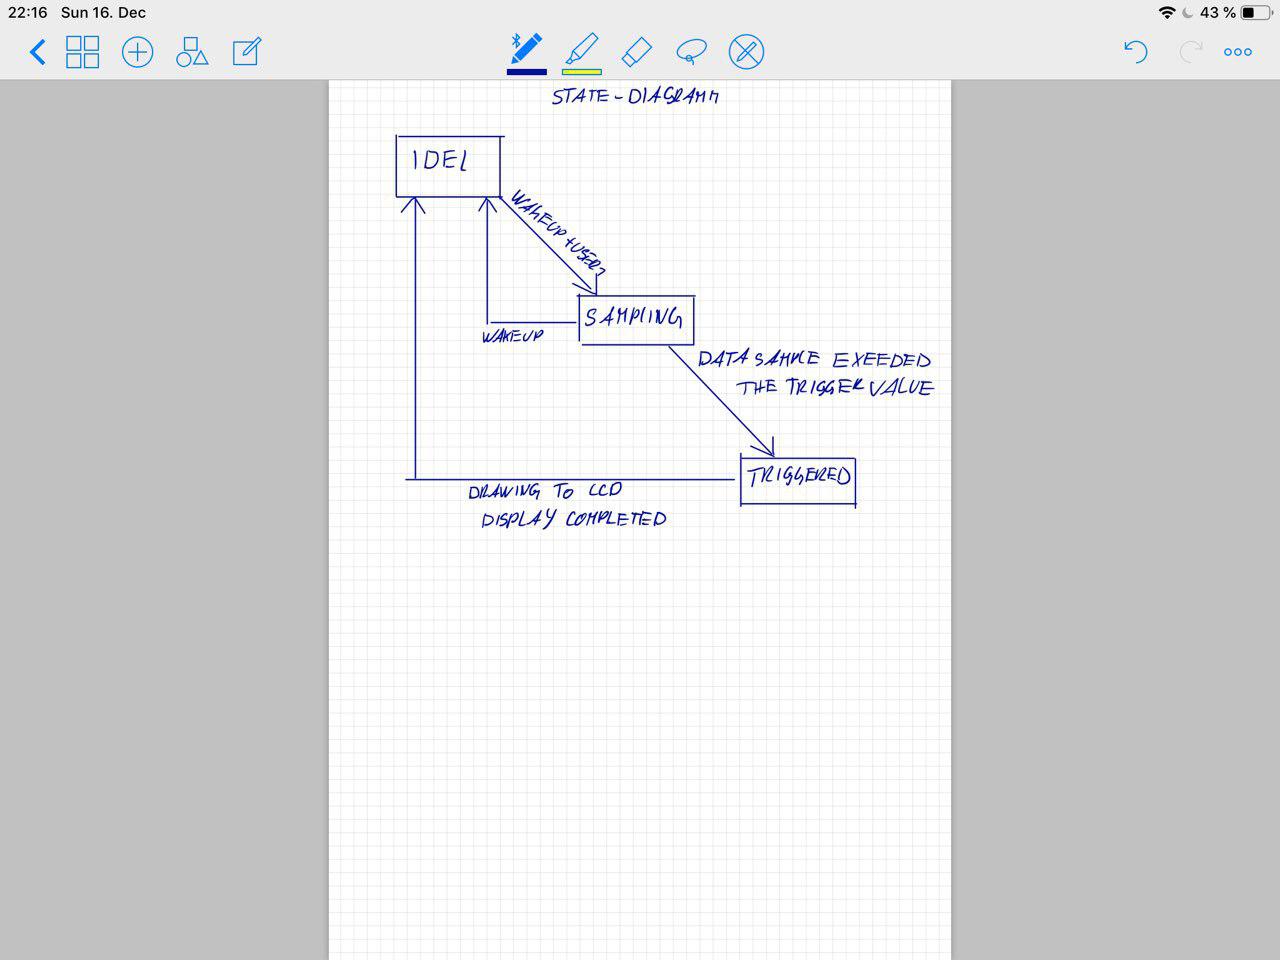 22:16 Sun 16. Dec 43 %
STATE-DIAGRAMM
IDEL
WAKEUP + USER?
SAMPLING
WAKEUP
DATA SAMPLE EXEEDED
THE TRIGGER VALUE
TRIGGERED
DRAWING TO LCD
DISPLAY COMPLETED